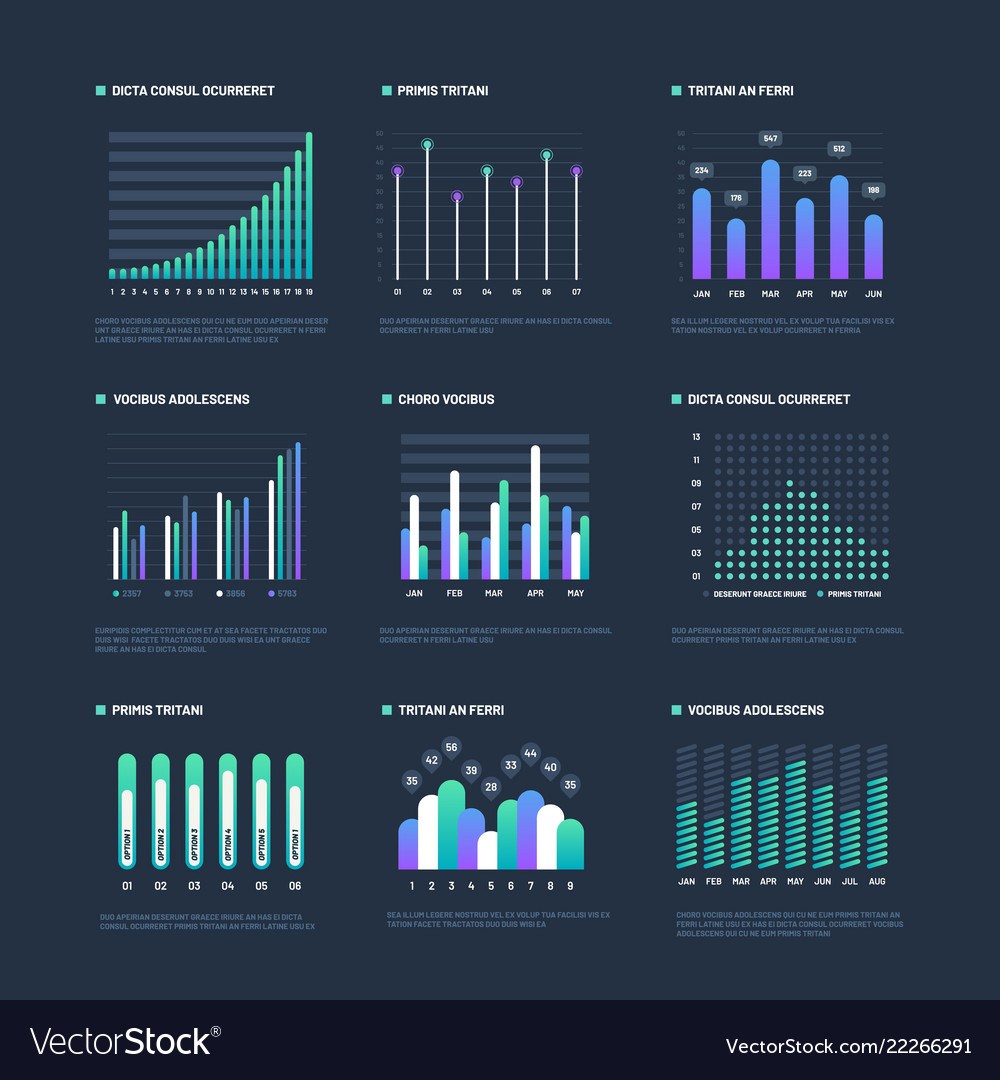 DICTA CONSUL OCURRERET
1 2 3 4 5 6 7 8 9 10 11 12 13 14 15 16 17 18 19
CHORO VOCIBUS ADOLESCENS QUI CU NE EUM DUO APEIRIAN DESER
UNT GRAECE IRIURE AN HAS EI DICTA CONSUL OCURRERET N FERRI
LATINE USU PRIMIS TRITANI AN FERRI LATINE USU EX
PRIMIS TRITANI
50
45
40
35
30
25
20
15
10
5
0
01 02 03 04 05 06 07
DUO APEIRIAN DESERUNT GRAECE IRIURE AN HAS EI DICTA CONSUL
OCURRERET N FERRI LATINE USU
TRITANI AN FERRI
50
45
40
35
30
25
20
15
10
5
0
234 176 547 223 512 198
JAN FEB MAR APR MAY JUN
SEA ILLUM LEGERE NOSTRUD VEL EX VOLUP TUA FACILISI VIS EX
TATION NOSTRUD VEL EX VOLUP OCURRERET N FERRIA
VOCIBUS ADOLESCENS
2357 3753 3856 5783
EURIPIDIS COMPLECTITUR CUM ET AT SEA FACETE TRACTATOS DUO
DUIS WISI FACETE TRACTATOS DUO DUIS WISI EA UNT GRAECE
IRIURE AN HAS EI DICTA CONSUL
CHORO VOCIBUS
JAN FEB MAR APR MAY
DUO APEIRIAN DESERUNT GRAECE IRIURE AN HAS EI DICTA CONSUL
OCURRERET N FERRI LATINE USU
DICTA CONSUL OCURRERET
13
11
09
07
05
03
01
DESERUNT GRAECE IRIURE PRIMIS TRITANI
DUO APEIRIAN DESERUNT GRAECE IRIURE AN HAS EI DICTA CONSUL
OCURRERET PRIMIS TRITANI AN FERRI LATINE USU EX
PRIMIS TRITANI
OPTION 1
OPTION 2
OPTION 3
OPTION 4
OPTION 5
OPTION 1
01 02 03 04 05 06
DUO APEIRIAN DESERUNT GRAECE IRIURE AN HAS EI DICTA
CONSUL OCURRERET PRIMIS TRITANI AN FERRI LATINE USU EX
TRITANI AN FERRI
35 42 56 39 28 33 44 40 35
1 2 3 4 5 6 7 8 9
SEA ILLUM LEGERE NOSTRUD VEL EX VOLUP TUA FACILISI VIS EX
TATION FACETE TRACTATOS DUO DUIS WISI EA
VOCIBUS ADOLESCENS
JAN FEB MAR APR MAY JUN JUL AUG
CHORO VOCIBUS ADOLESCENS QUI CU NE EUM PRIMIS TRITANI AN
FERRI LATINE USU EX HAS EI DICTA CONSUL OCURRERET VOCIBUS
ADOLESCENS QUI CU NE EUM PRIMIS TRITANI
VectorStock®
VectorStock.com/22266291